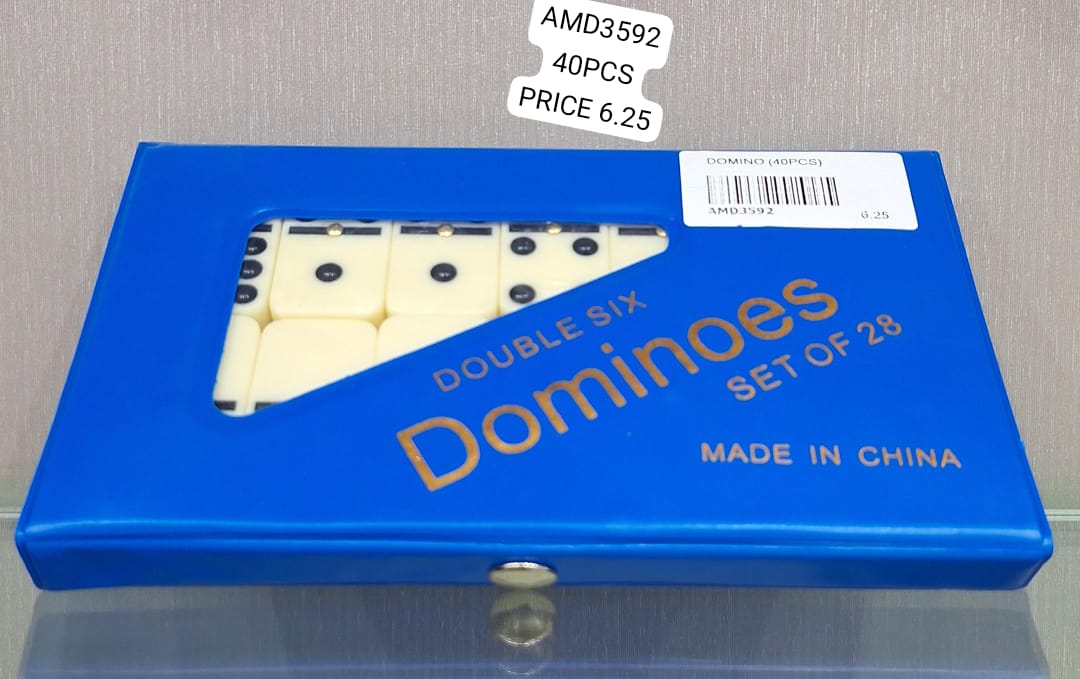 AMD3592
40PCS
PRICE 6.25
DOMINO (40PCS)
AMD3592 6.25
DOUBLE SIX
Dominoes
SET OF 28
MADE IN CHINA